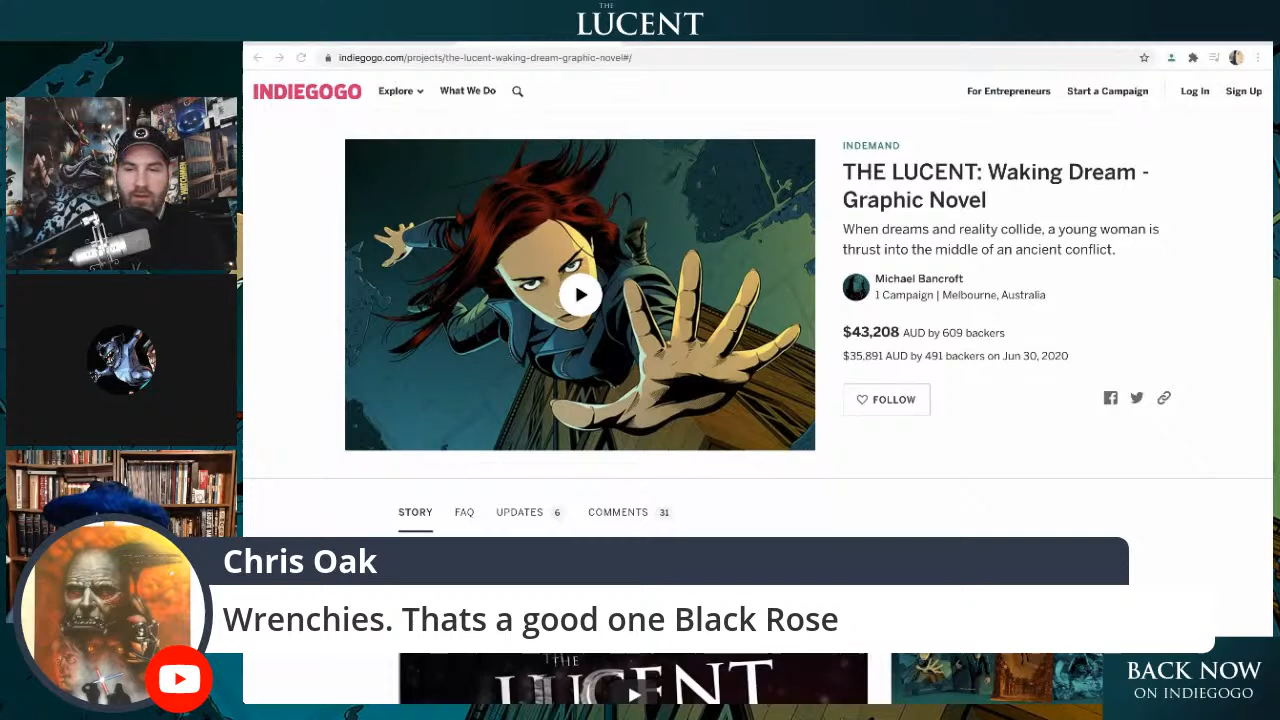 THE
LUCENT
indiegogo.com/projects/the-lucent-waking-dream-graphic-novel#/
INDIEGOGO
Explore
What We Do
For Entrepreneurs
Start a Campaign
Log In
Sign Up
INDEMAND
THE LUCENT: Waking Dream -
Graphic Novel
When dreams and reality collide, a young woman is
thrust into the middle of an ancient conflict.
Michael Bancroft
1 Campaign | Melbourne, Australia
$43,208 AUD by 609 backers
$35,891 AUD by 491 backers on Jun 30, 2020
FOLLOW
STORY
FAQ
UPDATES 6
COMMENTS 31
Chris Oak
Wrenchies. Thats a good one Black Rose
THE
LUCENT
BACK NOW
ON INDIEGOGO